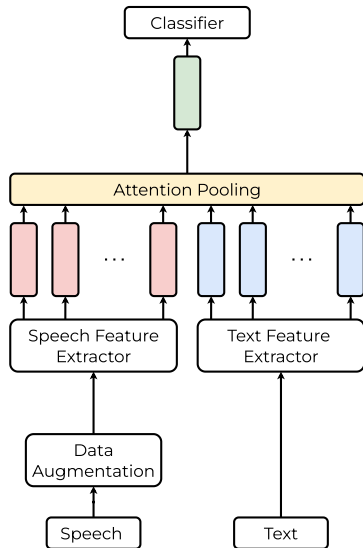 Classifier
Attention Pooling
...
...
Speech Feature
Extractor
Text Feature
Extractor
Data
Augmentation
Speech
Text